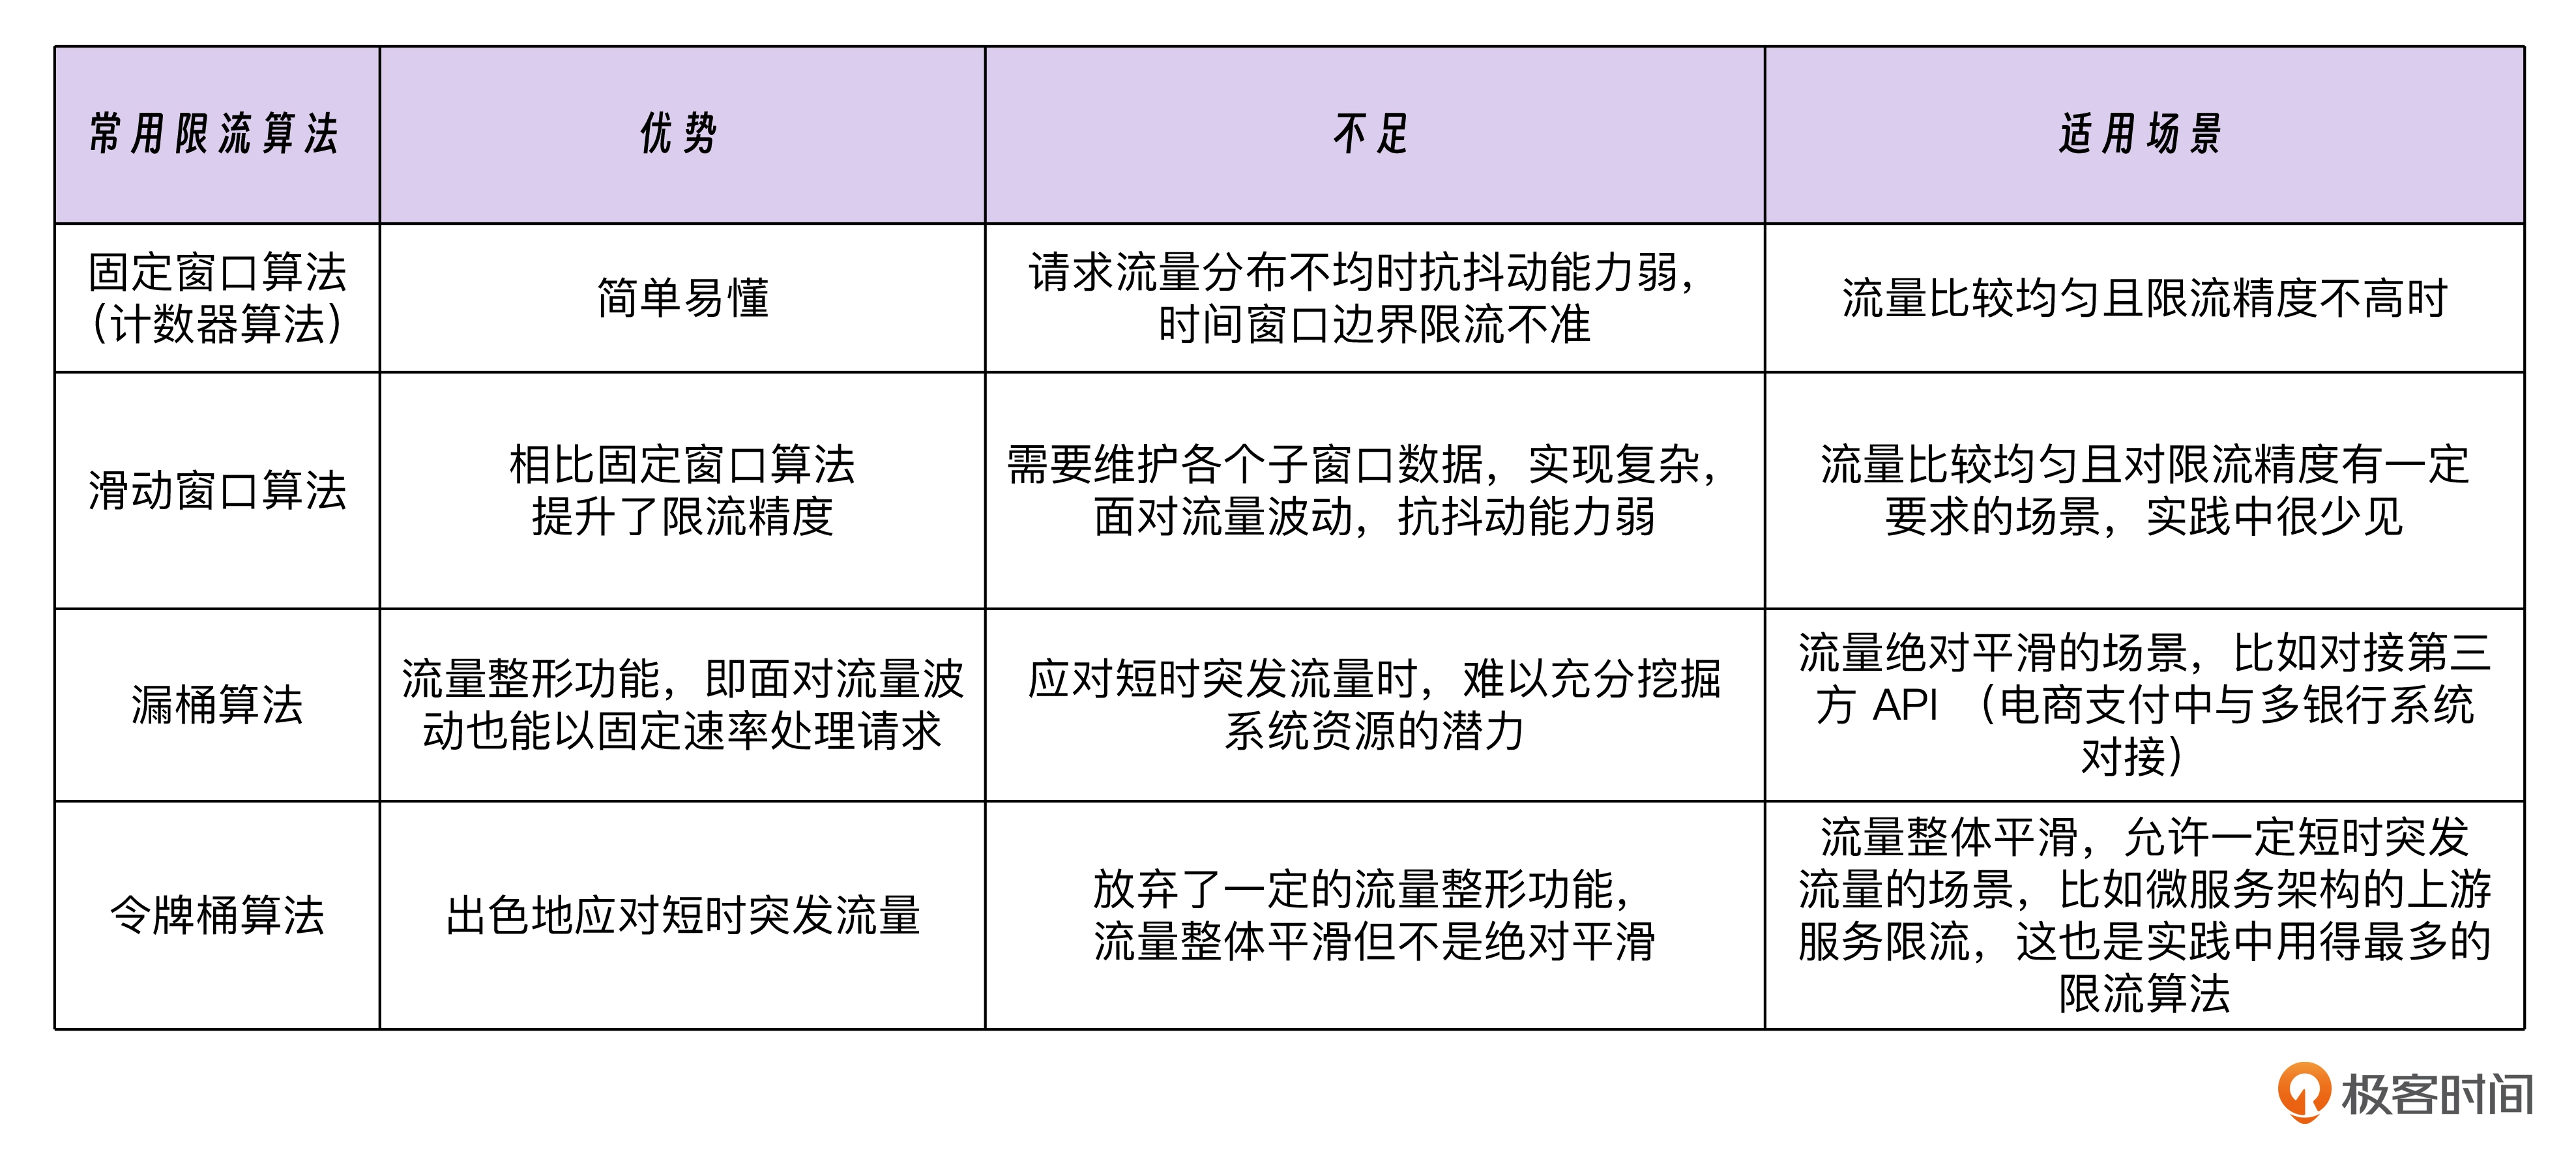 常用限流算法
优势
不足
适用场景
固定窗口算法
(计数器算法)
简单易懂
请求流量分布不均时抗抖动能力弱，
时间窗口边界限流不准
流量比较均匀且限流精度不高时
滑动窗口算法
相比固定窗口算法
提升了限流精度
需要维护各个子窗口数据，实现复杂，
面对流量波动，抗抖动能力弱
流量比较均匀且对限流精度有一定
要求的场景，实践中很少见
漏桶算法
流量整形功能，即面对流量波
动也能以固定速率处理请求
应对短时突发流量时，难以充分挖掘
系统资源的潜力
流量绝对平滑的场景，比如对接第三
方 API （电商支付中与多银行系统
对接）
令牌桶算法
出色地应对短时突发流量
放弃了一定的流量整形功能，
流量整体平滑但不是绝对平滑
流量整体平滑，允许一定短时突发
流量的场景，比如微服务架构的上游
服务限流，这也是实践中用得最多的
限流算法
极客时间